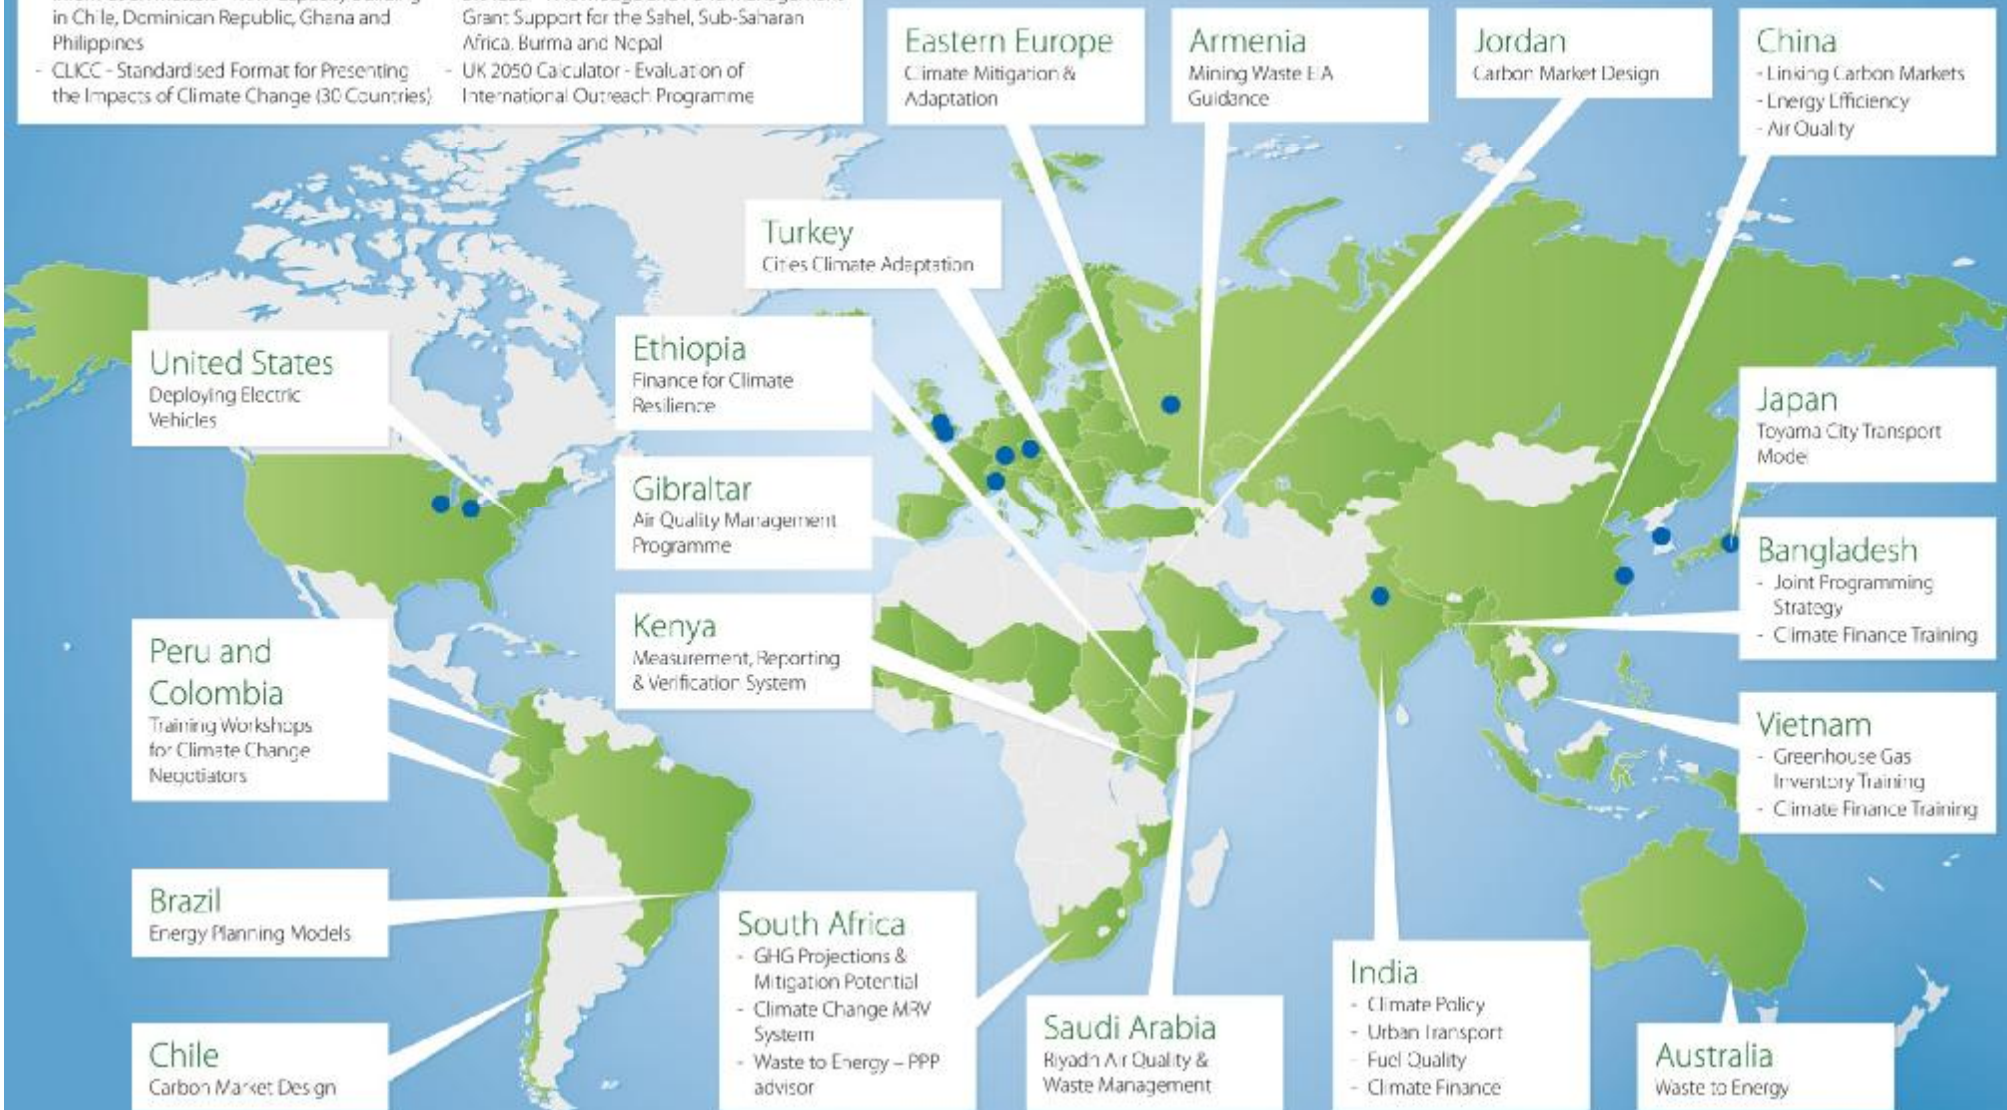 in Chile, Dominican Republic, Ghana and
Philippines
- CLICC - Standardised Format for Presenting
the Impacts of Climate Change (30 Countries)
Grant Support for the Sahel, Sub-Saharan
Africa, Burma and Nepal
- UK 2050 Calculator - Evaluation of
International Outreach Programme
Eastern Europe
Climate Mitigation &
Adaptation
Armenia
Mining Waste EIA
Guidance
Jordan
Carbon Market Design
China
- Linking Carbon Markets
- Energy Efficiency
- Air Quality
Turkey
Cities Climate Adaptation
United States
Deploying Electric
Vehicles
Ethiopia
Finance for Climate
Resilience
Japan
Toyama City Transport
Model
Gibraltar
Air Quality Management
Programme
Bangladesh
- Joint Programming
Strategy
- Climate Finance Training
Kenya
Measurement, Reporting
& Verification System
Peru and
Colombia
Training Workshops
for Climate Change
Negotiators
Vietnam
- Greenhouse Gas
Inventory Training
- Climate Finance Training
Brazil
Energy Planning Models
South Africa
- GHG Projections &
Mitigation Potential
- Climate Change MRV
System
- Waste to Energy – PPP
advisor
India
- Climate Policy
- Urban Transport
- Fuel Quality
- Climate Finance
Saudi Arabia
Riyadh Air Quality &
Waste Management
Chile
Carbon Market Design
Australia
Waste to Energy